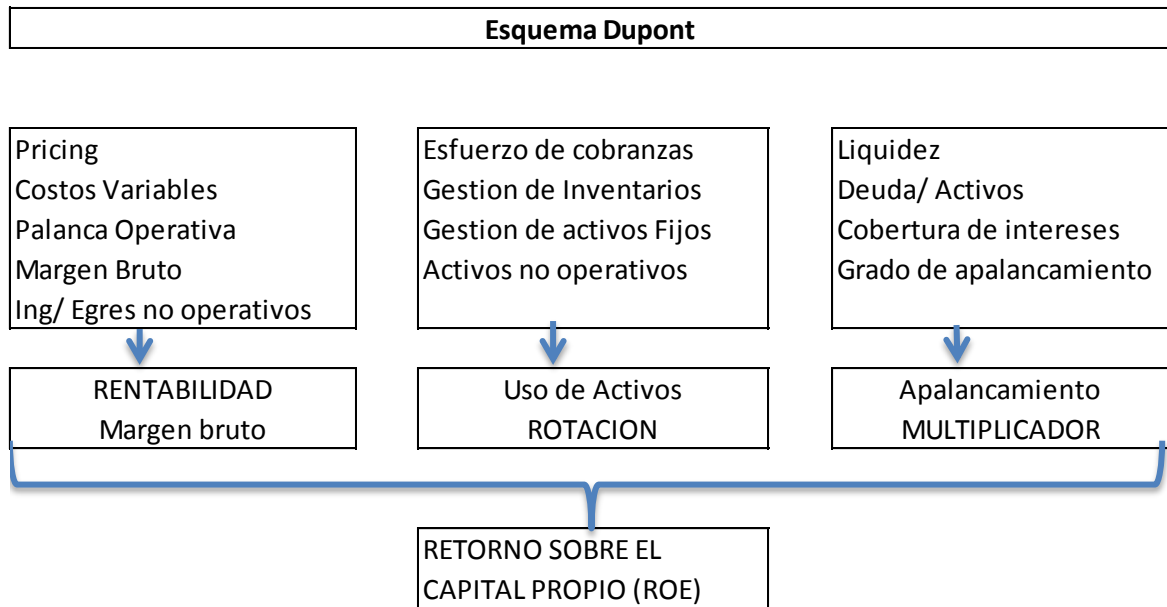 Esquema Dupont
Pricing
Costos Variables
Palanca Operativa
Margen Bruto
Ing/ Egres no operativos
Esfuerzo de cobranzas
Gestion de Inventarios
Gestion de activos Fijos
Activos no operativos
Liquidez
Deuda/ Activos
Cobertura de intereses
Grado de apalancamiento
RENTABILIDAD
Margen bruto
Uso de Activos
ROTACION
Apalancamiento
MULTIPLICADOR
RETORNO SOBRE EL
CAPITAL PROPIO (ROE)